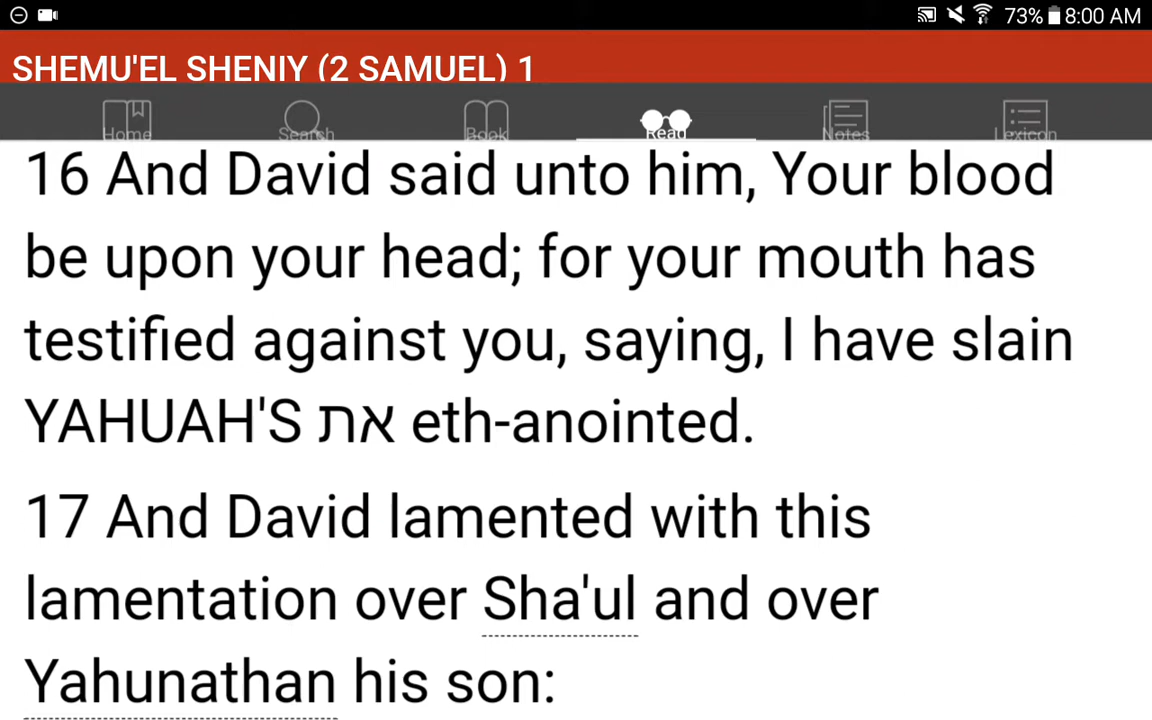 73% 8:00 AM
SHEMU'EL SHENIY (2 SAMUEL) 1
Home Search Book Read Notes Lexicon
16 And David said unto him, Your blood
be upon your head; for your mouth has
testified against you, saying, I have slain
YAHUAH'S את eth-anointed.
17 And David lamented with this
lamentation over Sha'ul and over
Yahunathan his son: